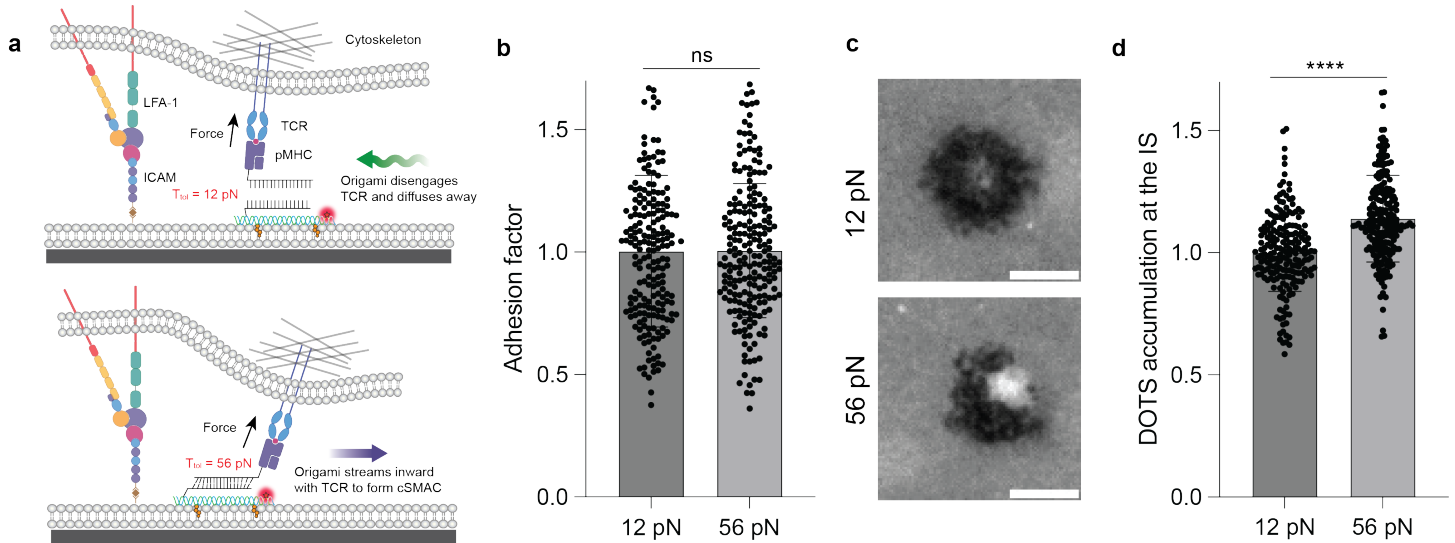 a
Cytoskeleton
LFA-1
Force
TCR
pMHC
ICAM
Ttol = 12 pN
Origami disengages
TCR and diffuses away
Force
Ttol = 56 pN
Origami streams inward
with TCR to form cSMAC
b
ns
Adhesion factor
1.5
1.0
0.5
0.0
12 pN
56 pN
c
12 pN
56 pN
d
****
DOTS accumulation at the IS
1.5
1.0
0.5
0.0
12 pN
56 pN